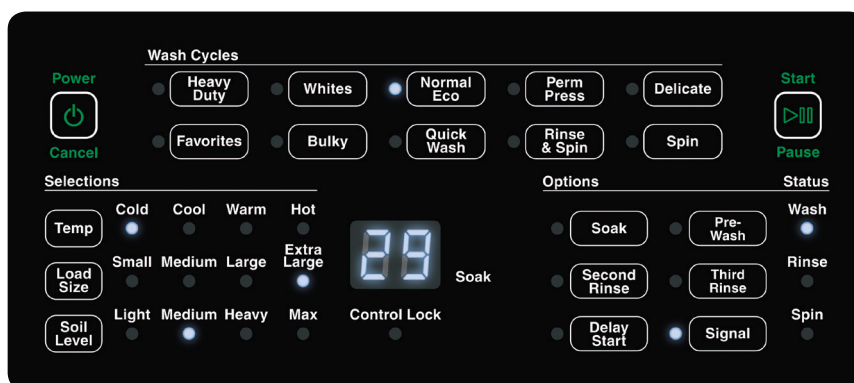 Wash Cycles
Power
Heavy
Duty
Whites
Normal
Eco
Perm
Press
Delicate
Start
Cancel
Favorites
Bulky
Quick
Wash
Rinse
& Spin
Spin
Pause
Selections
Temp
Cold Cool Warm Hot
Load
Size
Small Medium Large Extra
Large
Soil
Level
Light Medium Heavy Max
29
Soak
Control Lock
Options
Status
Soak
Pre-
Wash
Wash
Second
Rinse
Third
Rinse
Rinse
Delay
Start
Signal
Spin